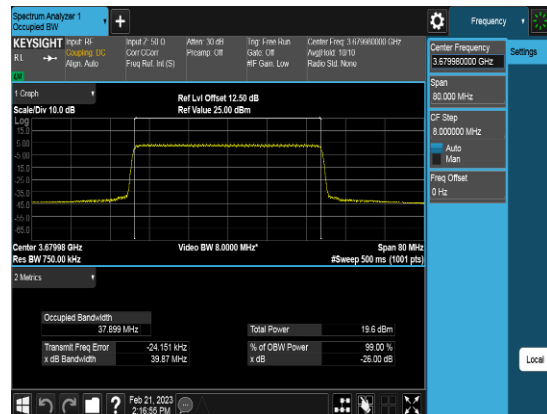 Spectrum Analyzer 1
Occupied BW
+
Frequency
KEYSIGHT
Input: RF
Coupling: DC
Align: Auto
Input Z: 50 Ω
Corr CCorr
Freq Ref: Int (S)
Atten: 30 dB
Preamp: Off
Trig: Free Run
Gate: Off
#IF Gain: Low
Center Freq: 3.679980000 GHz
Avg|Hold: 10/10
Radio Std: None
Center Frequency
3.679980000 GHz
Settings
Span
80.000 MHz
CF Step
8.000000 MHz
Auto
Man
Freq Offset
0 Hz
1 Graph
Scale/Div 10.0 dB
Ref Lvl Offset 12.50 dB
Ref Value 25.00 dBm
Log
15.0
5.00
-5.00
-15.0
-25.0
-35.0
-45.0
-55.0
-65.0
Center 3.67998 GHz
Res BW 750.00 kHz
Video BW 8.0000 MHz*
Span 80 MHz
#Sweep 500 ms (1001 pts)
2 Metrics
Occupied Bandwidth
37.899 MHz
Total Power
19.6 dBm
Transmit Freq Error
-24.151 kHz
% of OBW Power
99.00 %
x dB Bandwidth
39.87 MHz
x dB
-26.00 dB
Local
?
Feb 21, 2023
2:16:55 PM